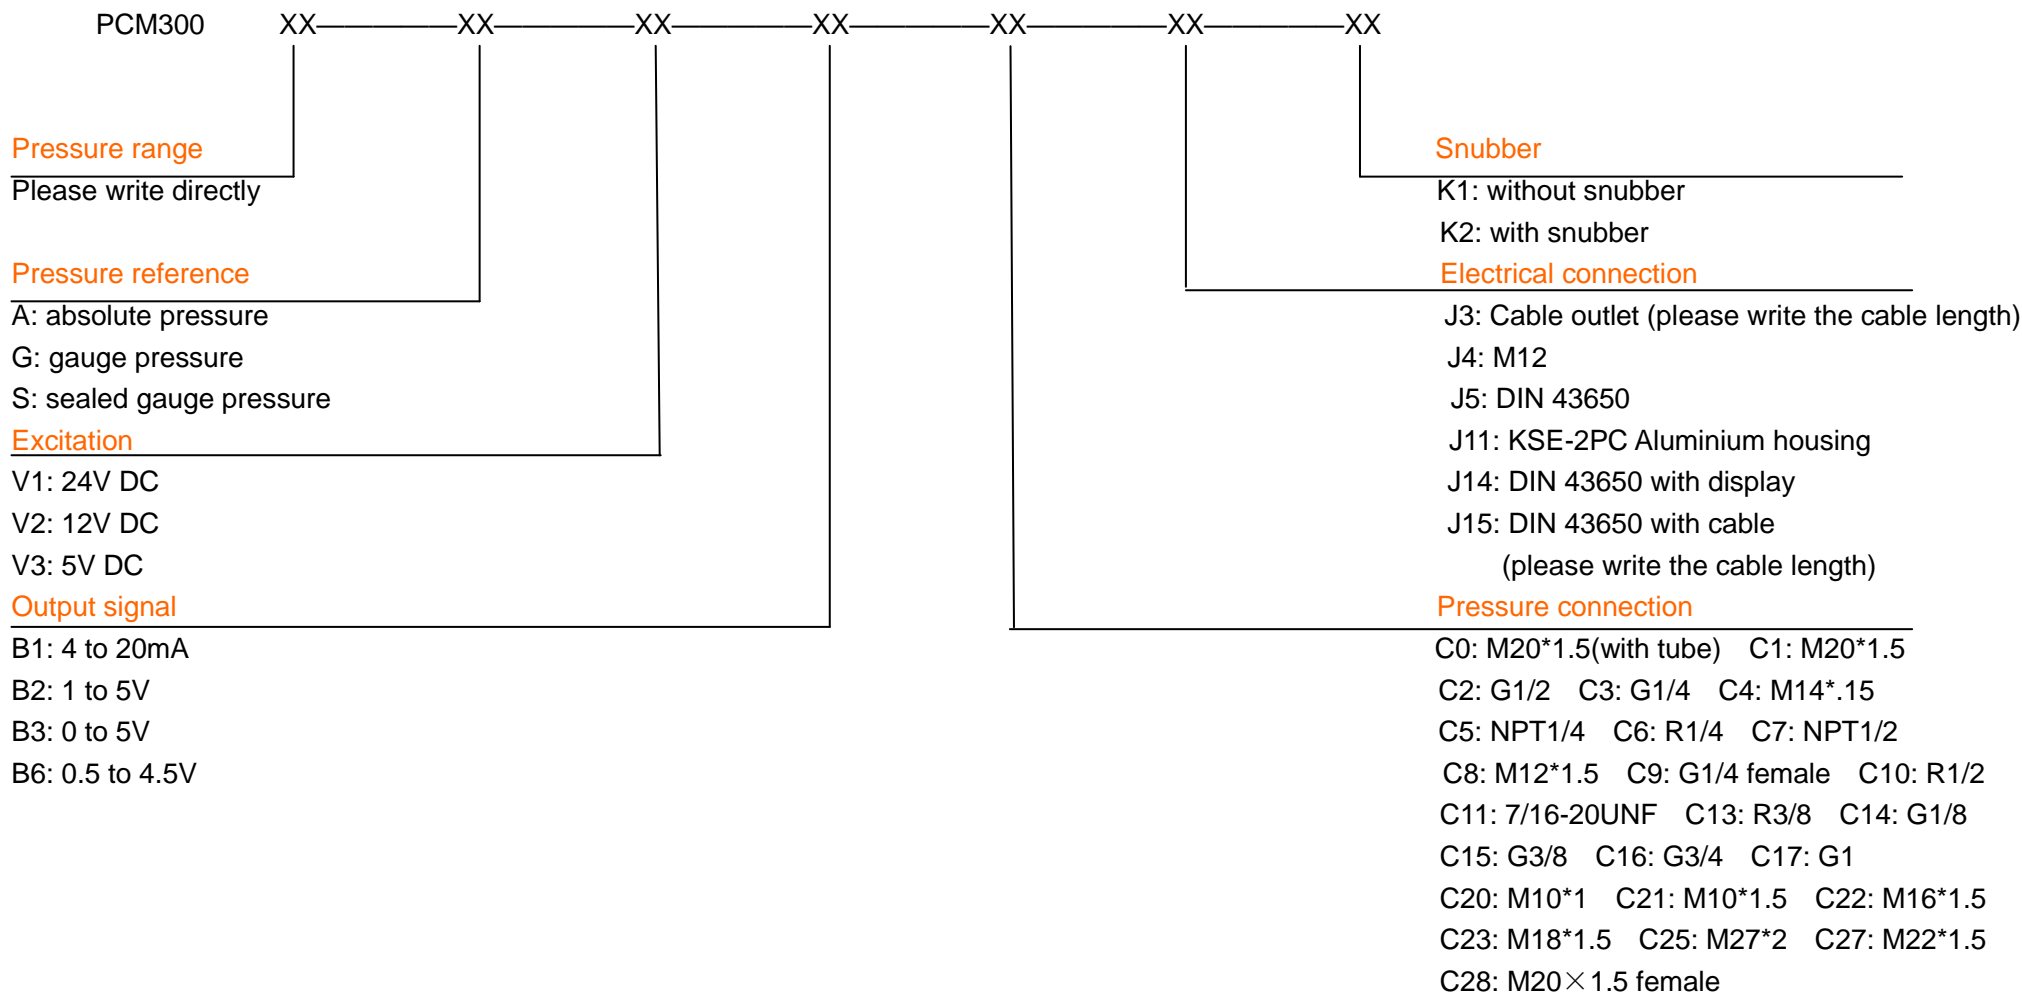 PCM300 XX—————XX—————XX—————XX—————XX—————XX—————XX
Pressure range
Please write directly
Pressure reference
A: absolute pressure
G: gauge pressure
S: sealed gauge pressure
Excitation
V1: 24V DC
V2: 12V DC
V3: 5V DC
Output signal
B1: 4 to 20mA
B2: 1 to 5V
B3: 0 to 5V
B6: 0.5 to 4.5V
Snubber
K1: without snubber
K2: with snubber
Electrical connection
J3: Cable outlet (please write the cable length)
J4: M12
J5: DIN 43650
J11: KSE-2PC Aluminium housing
J14: DIN 43650 with display
J15: DIN 43650 with cable
(please write the cable length)
Pressure connection
C0: M20*1.5(with tube) C1: M20*1.5
C2: G1/2 C3: G1/4 C4: M14*.15
C5: NPT1/4 C6: R1/4 C7: NPT1/2
C8: M12*1.5 C9: G1/4 female C10: R1/2
C11: 7/16-20UNF C13: R3/8 C14: G1/8
C15: G3/8 C16: G3/4 C17: G1
C20: M10*1 C21: M10*1.5 C22: M16*1.5
C23: M18*1.5 C25: M27*2 C27: M22*1.5
C28: M20×1.5 female